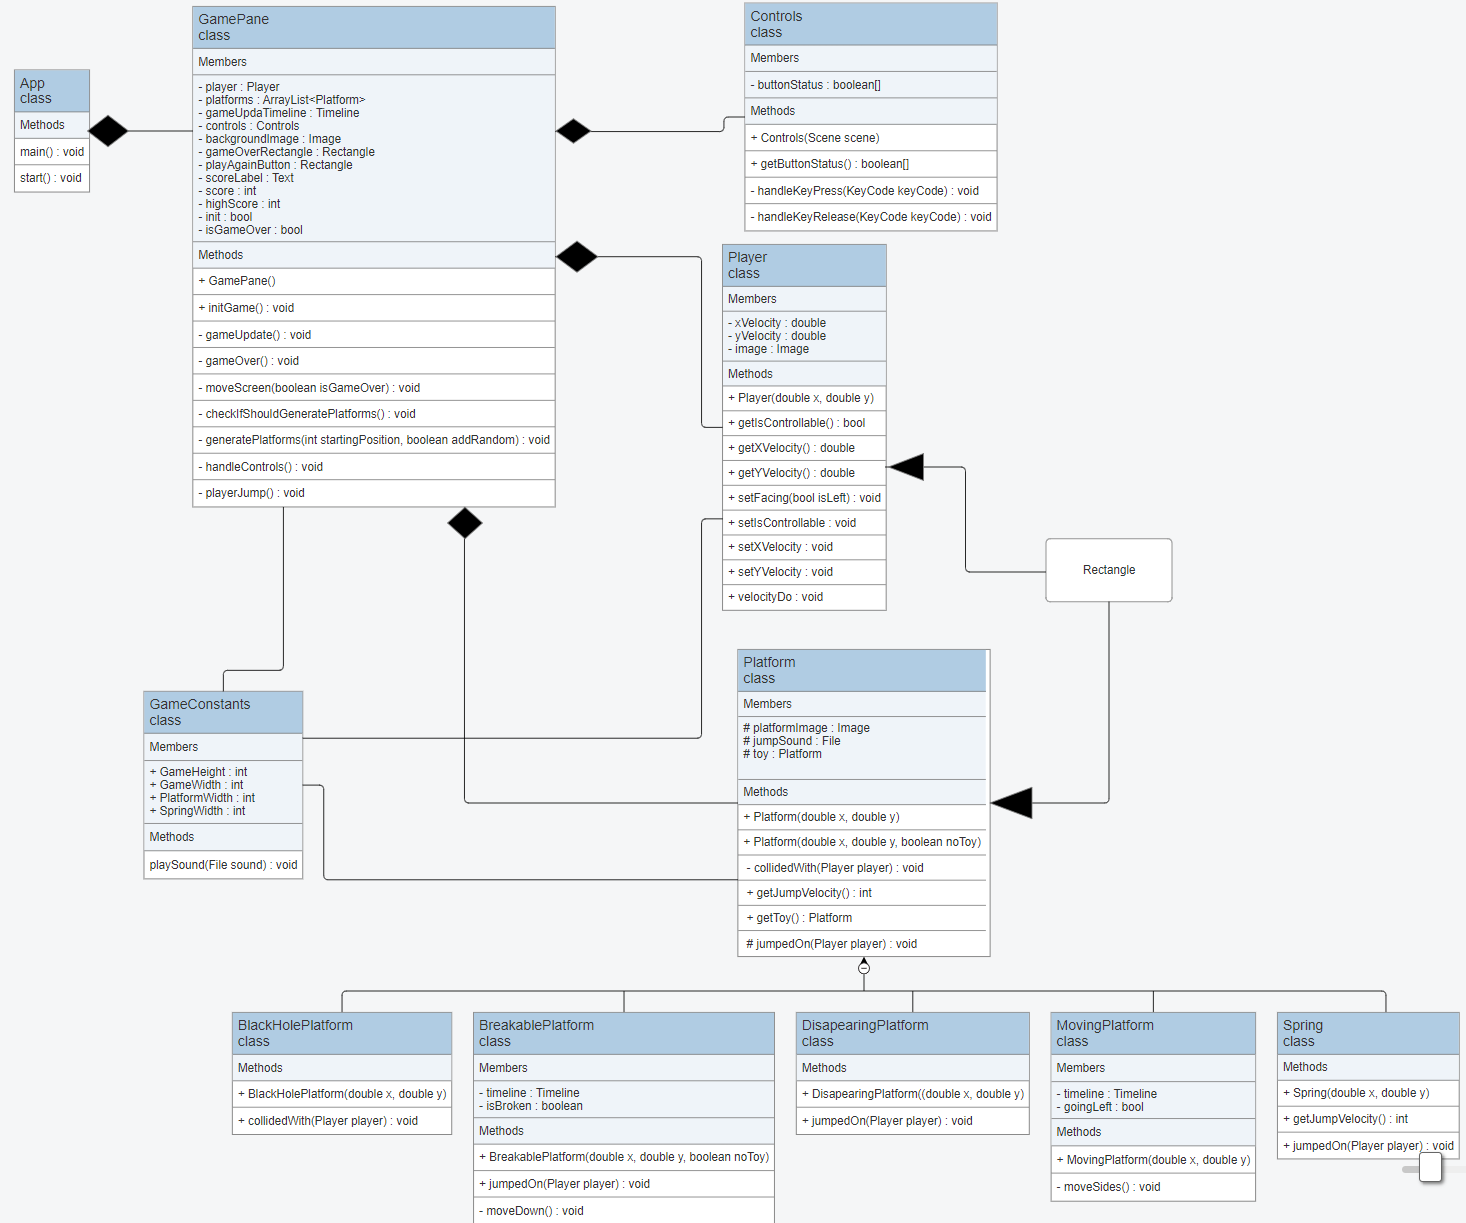 App
class
Methods
main() : void
start() : void
GamePane
class
Members
- player : Player
- platforms : ArrayList<Platform>
- gameUpdaTimeline : Timeline
- controls : Controls
- backgroundImage : Image
- gameOverRectangle : Rectangle
- playAgainButton : Rectangle
- scoreLabel : Text
- score : int
- highScore : int
- init : bool
- isGameOver : bool
Methods
+ GamePane()
+ initGame() : void
- gameUpdate() : void
- gameOver() : void
- moveScreen(boolean isGameOver) : void
- checkIfShouldGeneratePlatforms() : void
- generatePlatforms(int startingPosition, boolean addRandom) : void
- handleControls() : void
- playerJump() : void
Controls
class
Members
- buttonStatus : boolean[]
Methods
+ Controls(Scene scene)
+ getButtonStatus() : boolean[]
- handleKeyPress(KeyCode keyCode) : void
- handleKeyRelease(KeyCode keyCode) : void
Player
class
Members
- xVelocity : double
- yVelocity : double
- image : Image
Methods
+ Player(double x, double y)
+ getIsControllable() : bool
+ getXVelocity() : double
+ getYVelocity() : double
+ setFacing(bool isLeft) : void
+ setIsControllable : void
+ setXVelocity : void
+ setYVelocity : void
+ velocityDo : void
Rectangle
GameConstants
class
Members
+ GameHeight : int
+ GameWidth : int
+ PlatformWidth : int
+ SpringWidth : int
Methods
playSound(File sound) : void
Platform
class
Members
# platformImage : Image
# jumpSound : File
# toy : Platform
Methods
+ Platform(double x, double y)
+ Platform(double x, double y, boolean noToy)
- collidedWith(Player player) : void
+ getJumpVelocity() : int
+ getToy() : Platform
# jumpedOn(Player player) : void
BlackHolePlatform
class
Methods
+ BlackHolePlatform(double x, double y)
+ collidedWith(Player player) : void
BreakablePlatform
class
Members
- timeline : Timeline
- isBroken : boolean
Methods
+ BreakablePlatform(double x, double y, boolean noToy)
+ jumpedOn(Player player) : void
- moveDown() : void
DisapearingPlatform
class
Methods
+ DisapearingPlatform((double x, double y)
+ jumpedOn(Player player) : void
MovingPlatform
class
Members
- timeline : Timeline
- goingLeft : bool
Methods
+ MovingPlatform(double x, double y)
- moveSides() : void
Spring
class
Methods
+ Spring(double x, double y)
+ getJumpVelocity() : int
+ jumpedOn(Player player) : void